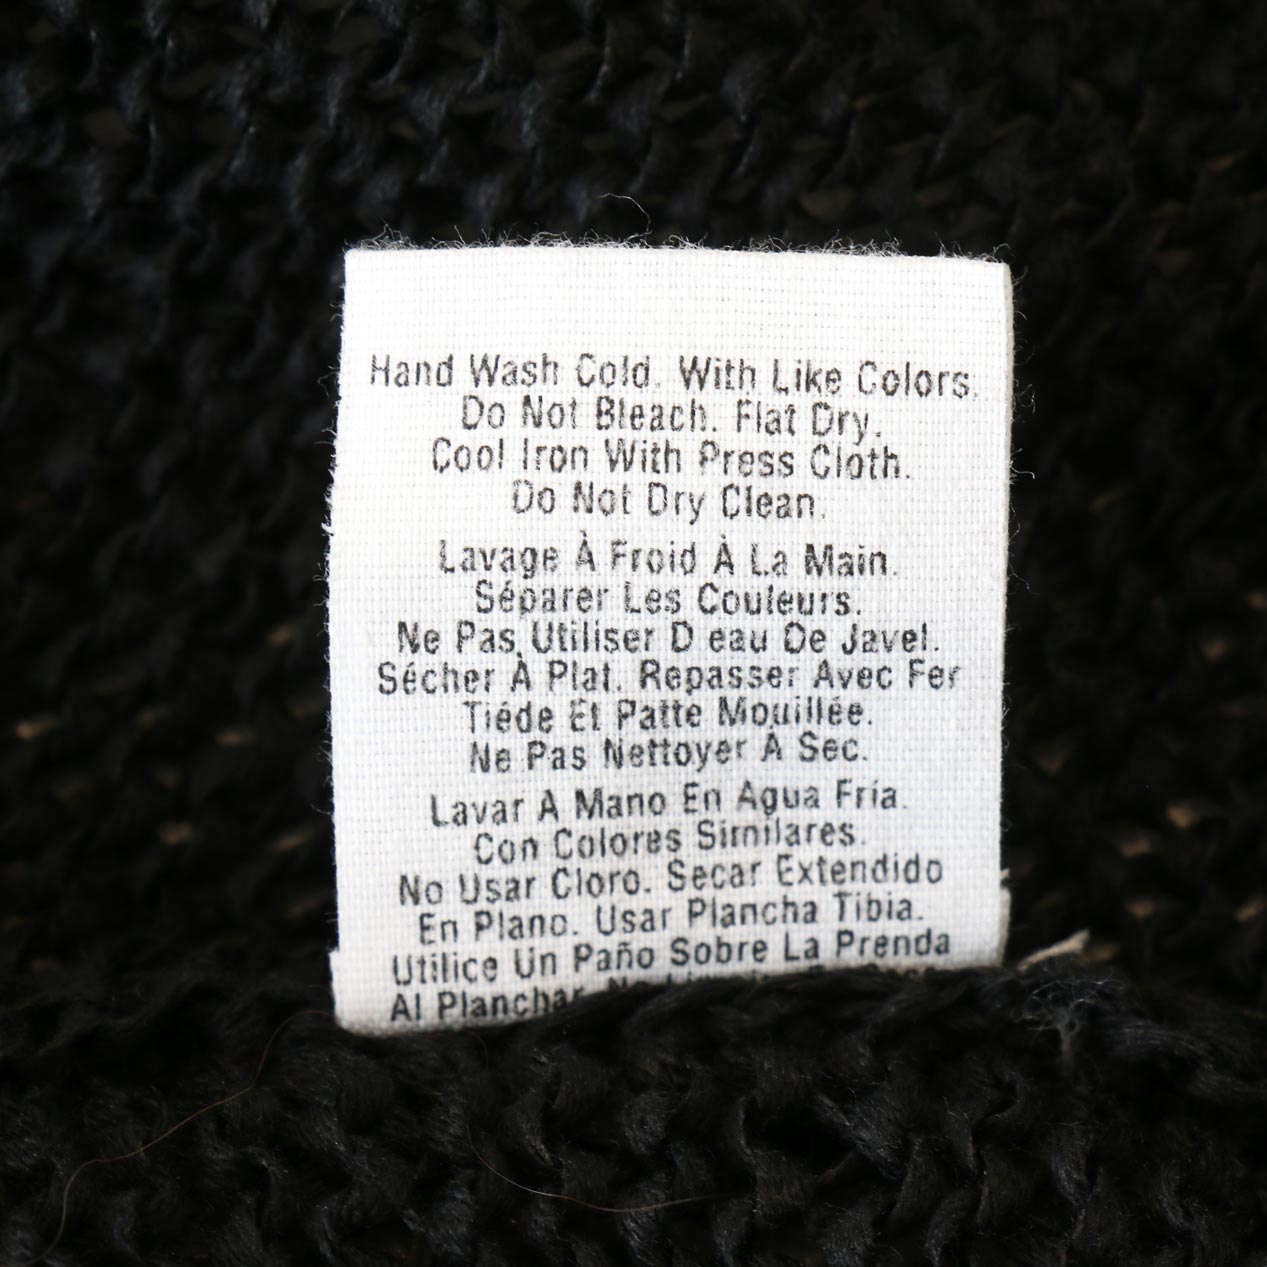 Hand Wash Cold. With Like Colors.
Do Not Bleach. Flat Dry.
Cool Iron With Press Cloth.
Do Not Dry Clean.
Lavage À Froid À La Main.
Séparer Les Couleurs.
Ne Pas Utiliser D eau De Javel.
Sécher À Plat. Repasser Avec Fer
Tiéde Et Patte Mouillée.
Ne Pas Nettoyer À Sec.
Lavar A Mano En Agua Fría.
Con Colores Similares.
No Usar Cloro. Secar Extendido
En Plano. Usar Plancha Tibia.
Utilice Un Paño Sobre La Prenda
Al Planchar